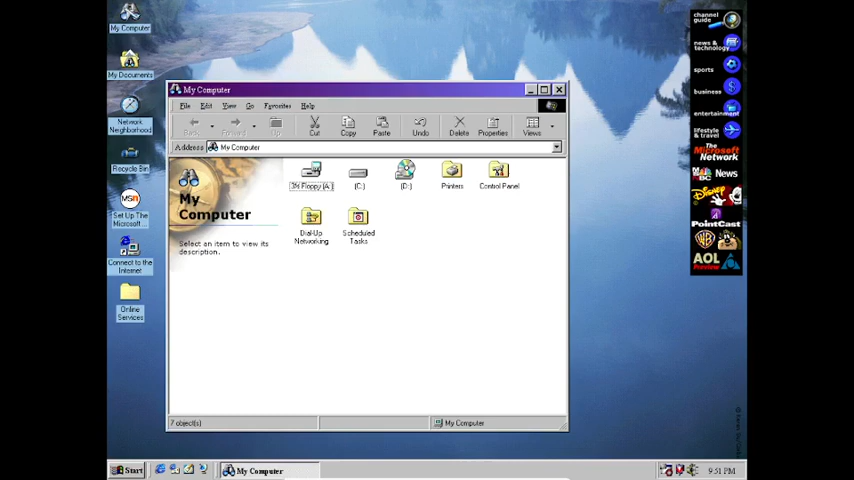 My Computer
My Documents
Network
Neighborhood
Recycle Bin
Set Up The
Microsoft ...
Connect to the
Internet
Online
Services
My Computer
File Edit View Go Favorites Help
Back Forward Up Cut Copy Paste Undo Delete Properties Views
Address My Computer
My
Computer
Select an item to view its
description.
3½ Floppy (A:) (C:) (D:) Printers Control Panel
Dial-Up
Networking
Scheduled
Tasks
7 object(s) My Computer
channel
guide
news &
technology
sports
business
entertainment
lifestyle
& travel
The
Microsoft
Network
MSNBC News
Disney
PointCast
WB
AOL
Preview
Start My Computer 9:51 PM